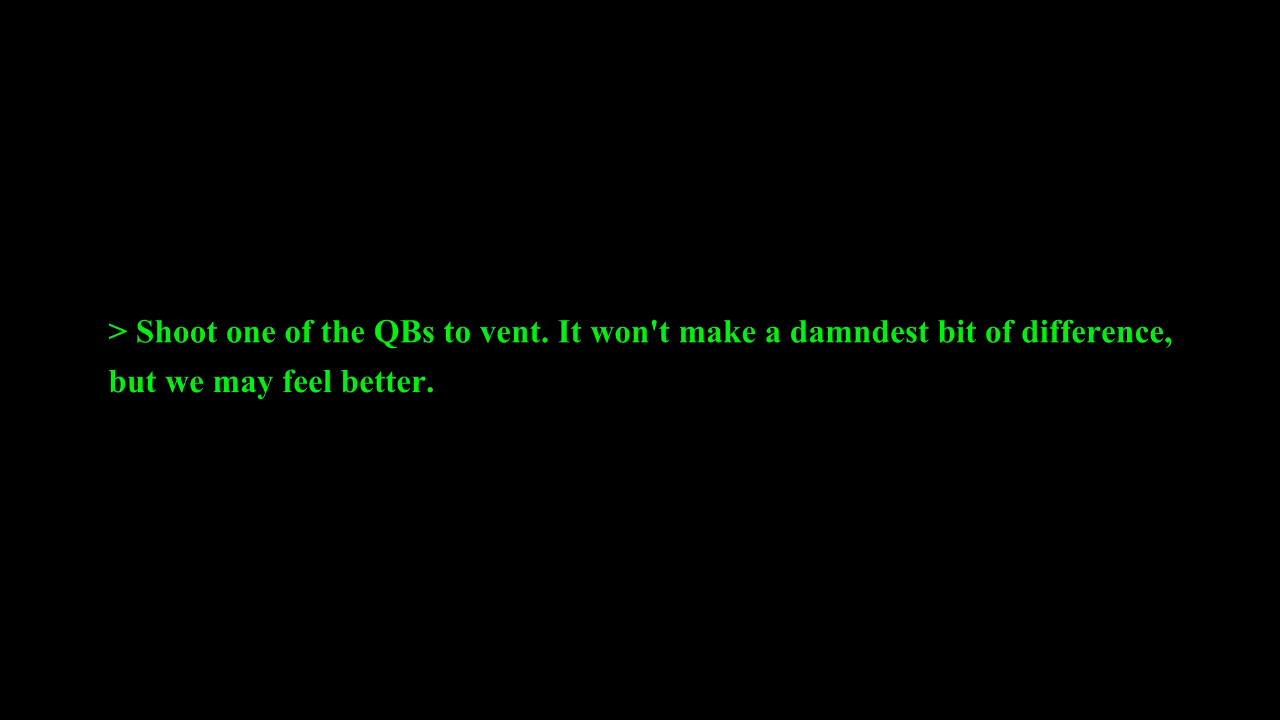 > Shoot one of the QBs to vent. It won't make a damndest bit of difference,
but we may feel better.